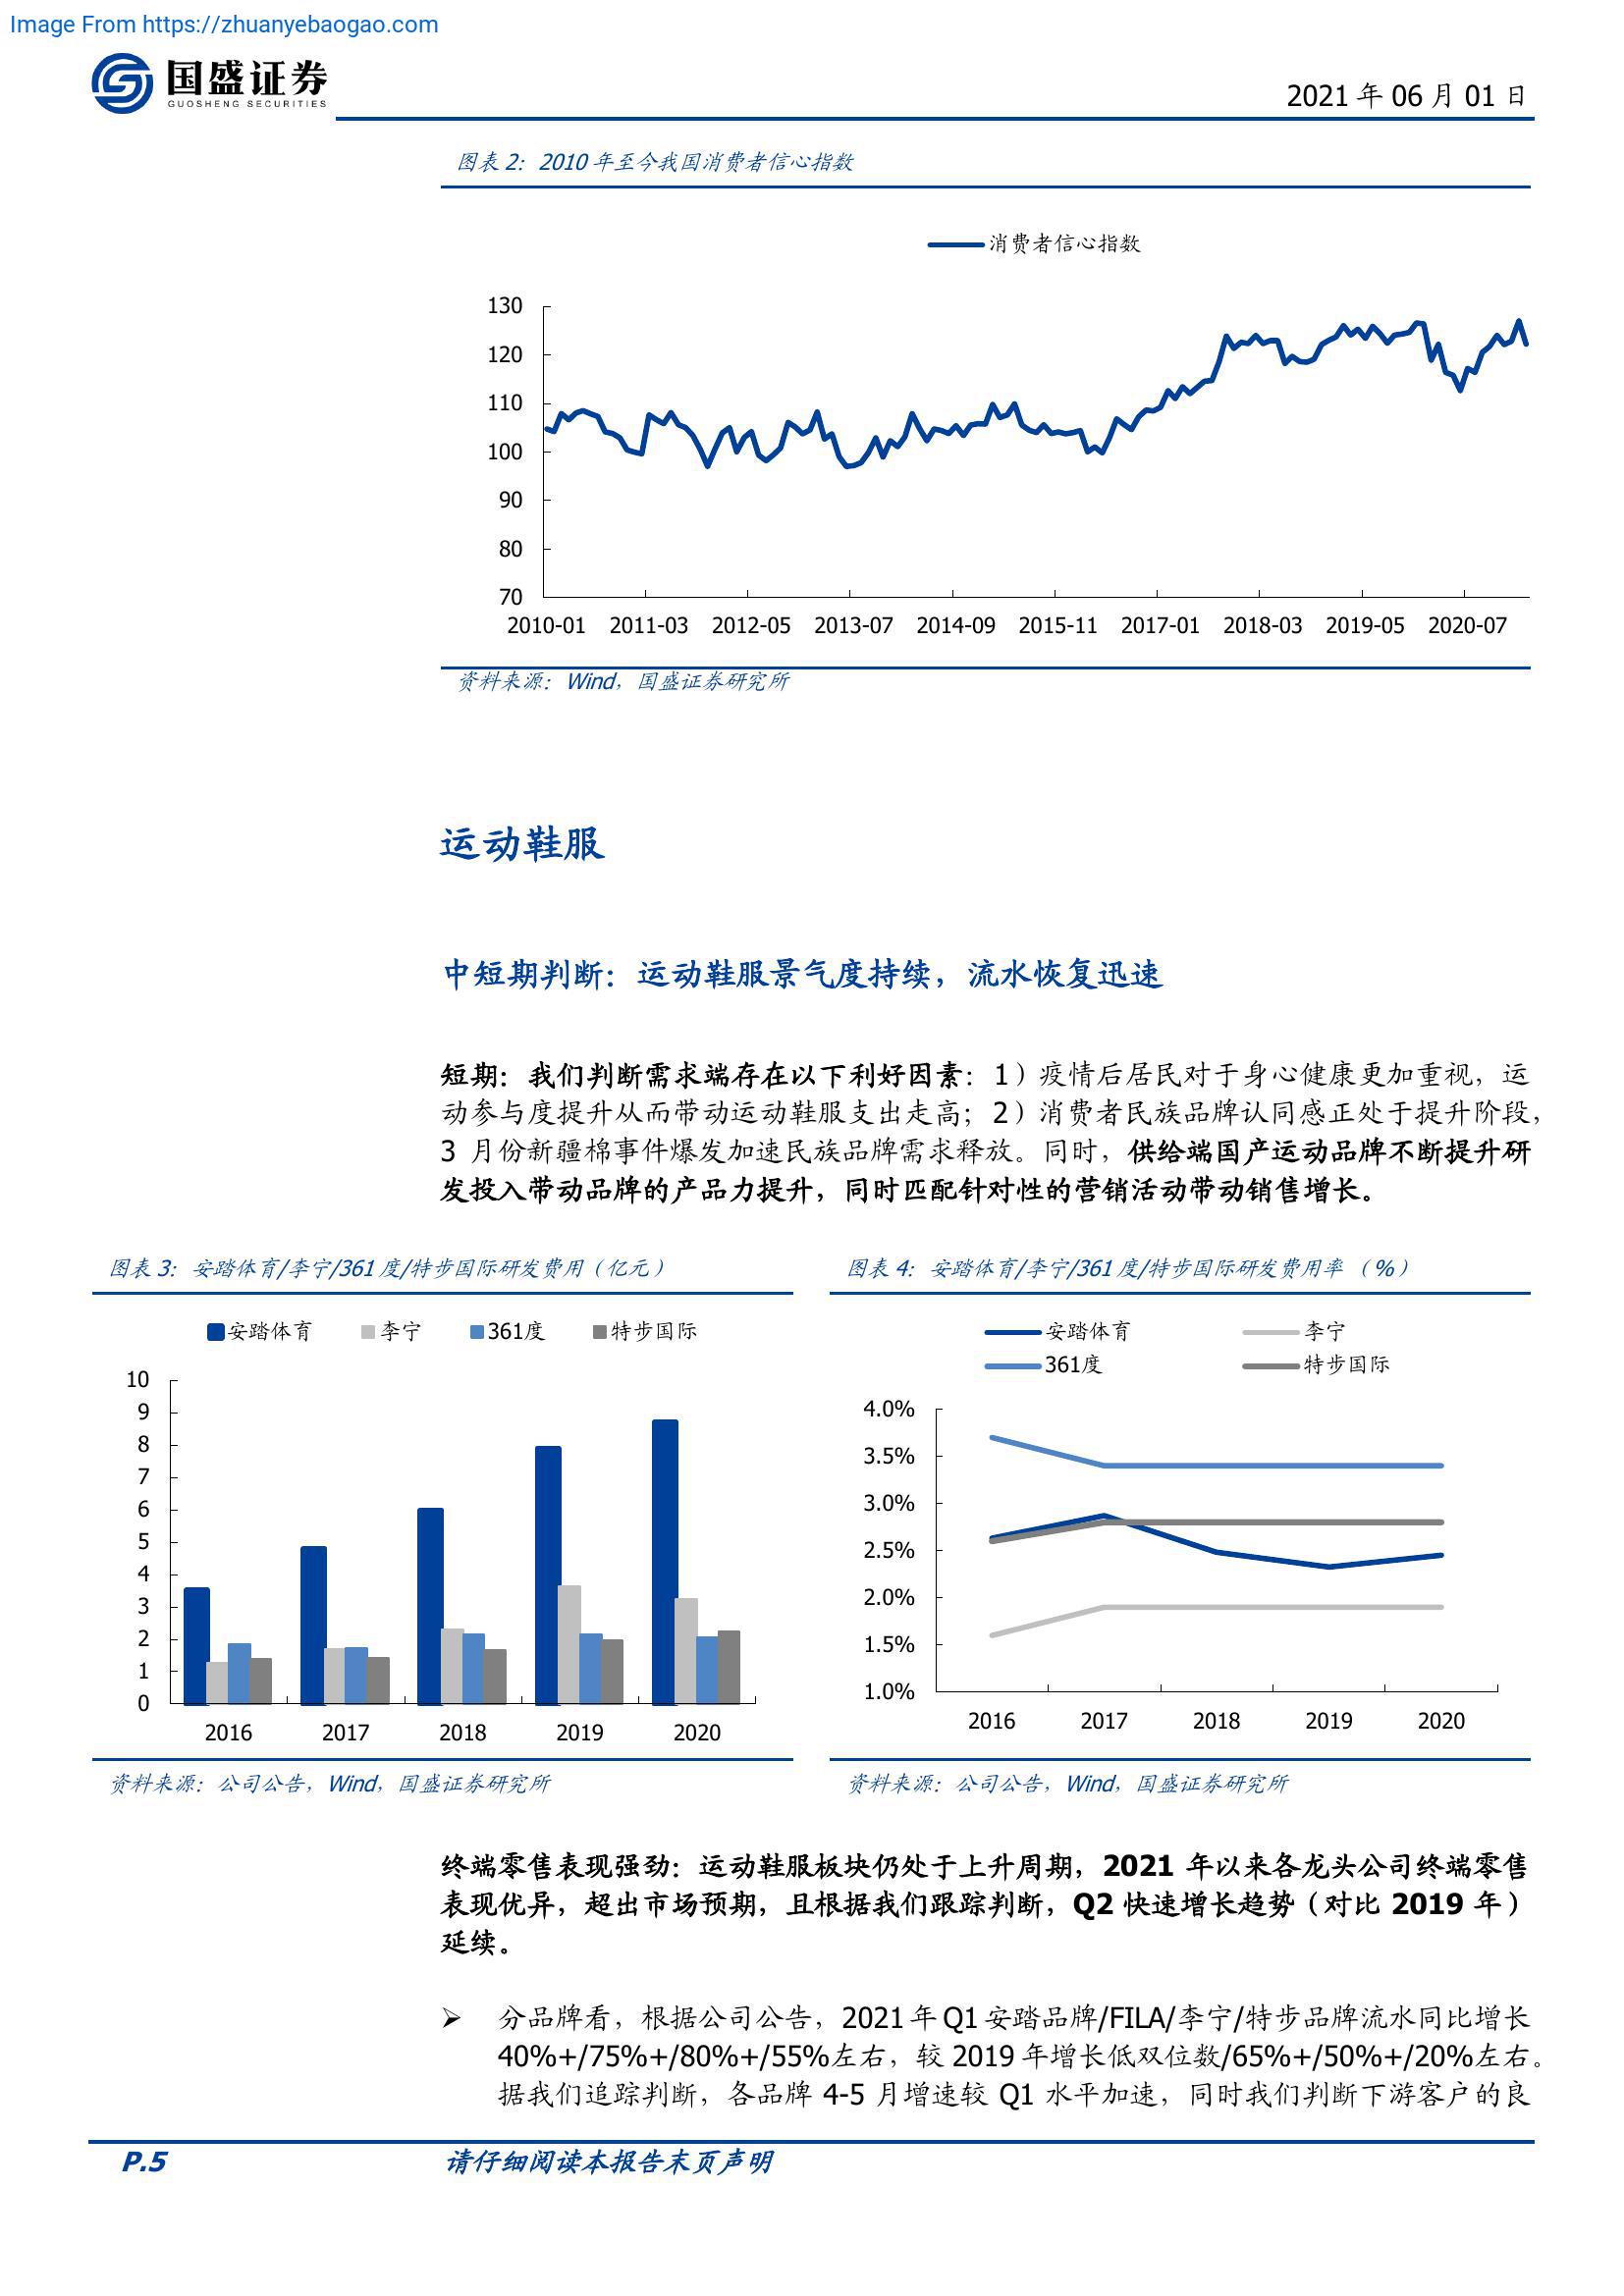 Image From https://zhuanyebaogao.com
国盛证券
GUOSHENG SECURITIES
2021 年 06 月 01 日
图表 2：2010 年至今我国消费者信心指数
消费者信心指数
130
120
110
100
90
80
70
2010-01 2011-03 2012-05 2013-07 2014-09 2015-11 2017-01 2018-03 2019-05 2020-07
资料来源：Wind，国盛证券研究所
运动鞋服
中短期判断：运动鞋服景气度持续，流水恢复迅速
短期：我们判断需求端存在以下利好因素：1）疫情后居民对于身心健康更加重视，运
动参与度提升从而带动运动鞋服支出走高；2）消费者民族品牌认同感正处于提升阶段，
3 月份新疆棉事件爆发加速民族品牌需求释放。同时，供给端国产运动品牌不断提升研
发投入带动品牌的产品力提升，同时匹配针对性的营销活动带动销售增长。
图表 3：安踏体育/李宁/361 度/特步国际研发费用（亿元）
安踏体育 李宁 361度 特步国际
10
9
8
7
6
5
4
3
2
1
0
2016 2017 2018 2019 2020
资料来源：公司公告，Wind，国盛证券研究所
图表 4：安踏体育/李宁/361 度/特步国际研发费用率 （%）
安踏体育 李宁
361度 特步国际
4.0%
3.5%
3.0%
2.5%
2.0%
1.5%
1.0%
2016 2017 2018 2019 2020
资料来源：公司公告，Wind，国盛证券研究所
终端零售表现强劲：运动鞋服板块仍处于上升周期，2021 年以来各龙头公司终端零售
表现优异，超出市场预期，且根据我们跟踪判断，Q2 快速增长趋势（对比 2019 年）
延续。
➢ 分品牌看，根据公司公告，2021 年 Q1 安踏品牌/FILA/李宁/特步品牌流水同比增长
40%+/75%+/80%+/55%左右，较 2019 年增长低双位数/65%+/50%+/20%左右。
据我们追踪判断，各品牌 4-5 月增速较 Q1 水平加速，同时我们判断下游客户的良
P.5 请仔细阅读本报告末页声明